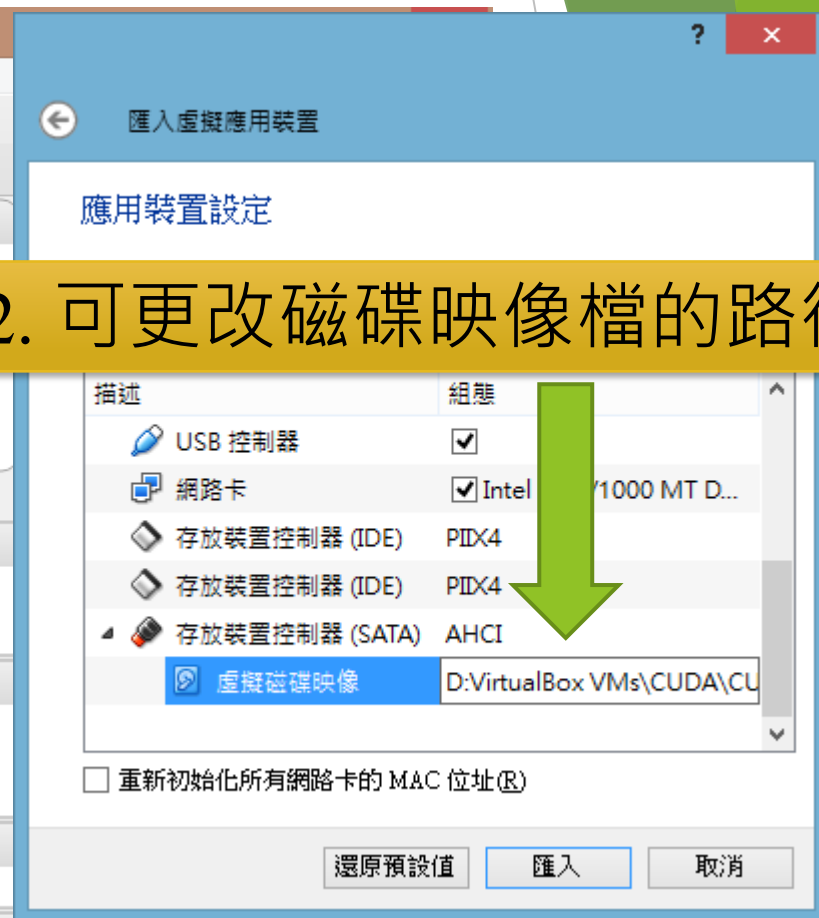 ?
匯入虛擬應用裝置
應用裝置設定
2. 可更改磁碟映像檔的路
描述 組態
USB 控制器
網路卡 Intel /1000 MT D...
存放裝置控制器 (IDE) PIIX4
存放裝置控制器 (IDE) PIIX4
存放裝置控制器 (SATA) AHCI
虛擬磁碟映像 D:VirtualBox VMs\CUDA\CU
重新初始化所有網路卡的 MAC 位址(R)
還原預設值 匯入 取消